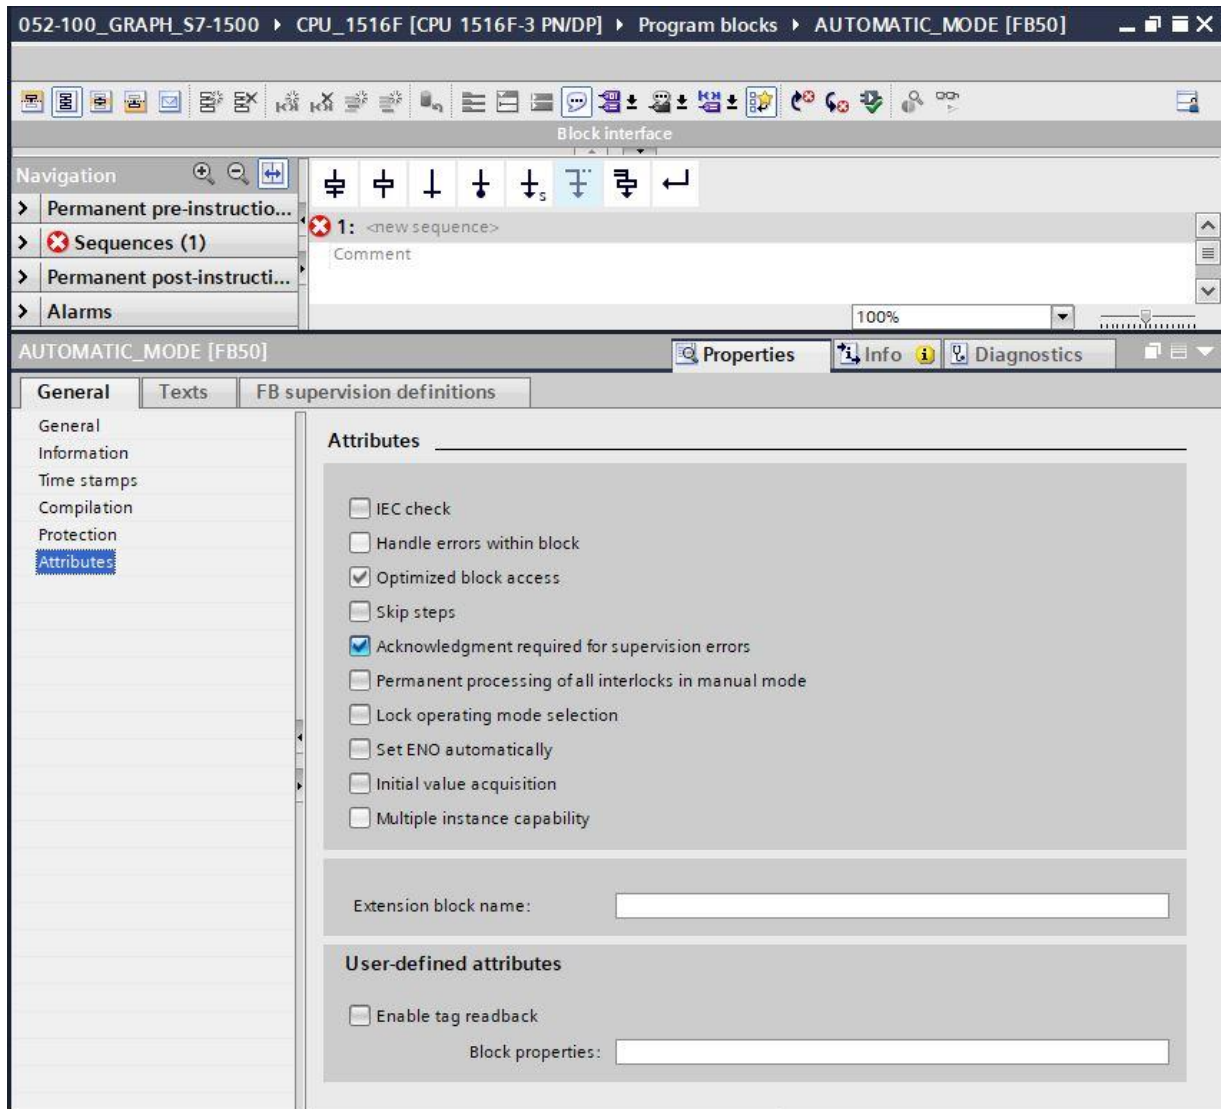 052-100_GRAPH_S7-1500 ▸ CPU_1516F [CPU 1516F-3 PN/DP] ▸ Program blocks ▸ AUTOMATIC_MODE [FB50]
Block interface
Navigation
Permanent pre-instructio...
Sequences (1)
Permanent post-instructi...
Alarms
S
1: <new sequence>
Comment
100%
AUTOMATIC_MODE [FB50]
Properties
Info
Diagnostics
General
Texts
FB supervision definitions
General
Information
Time stamps
Compilation
Protection
Attributes
Attributes
IEC check
Handle errors within block
Optimized block access
Skip steps
Acknowledgment required for supervision errors
Permanent processing of all interlocks in manual mode
Lock operating mode selection
Set ENO automatically
Initial value acquisition
Multiple instance capability
Extension block name:
User-defined attributes
Enable tag readback
Block properties: